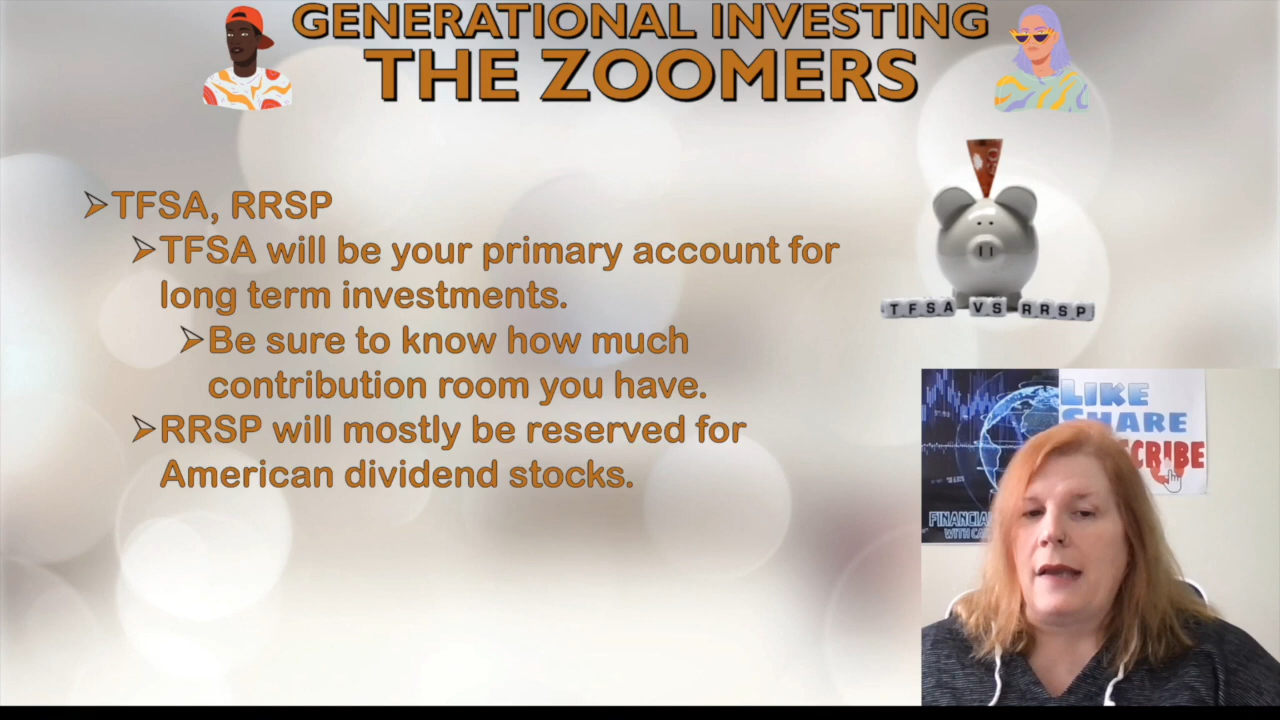 GENERATIONAL INVESTING
THE ZOOMERS
TFSA, RRSP
TFSA will be your primary account for
long term investments.
Be sure to know how much
contribution room you have.
RRSP will mostly be reserved for
American dividend stocks.
TFSA VS RRSP
LIKE
SHARE